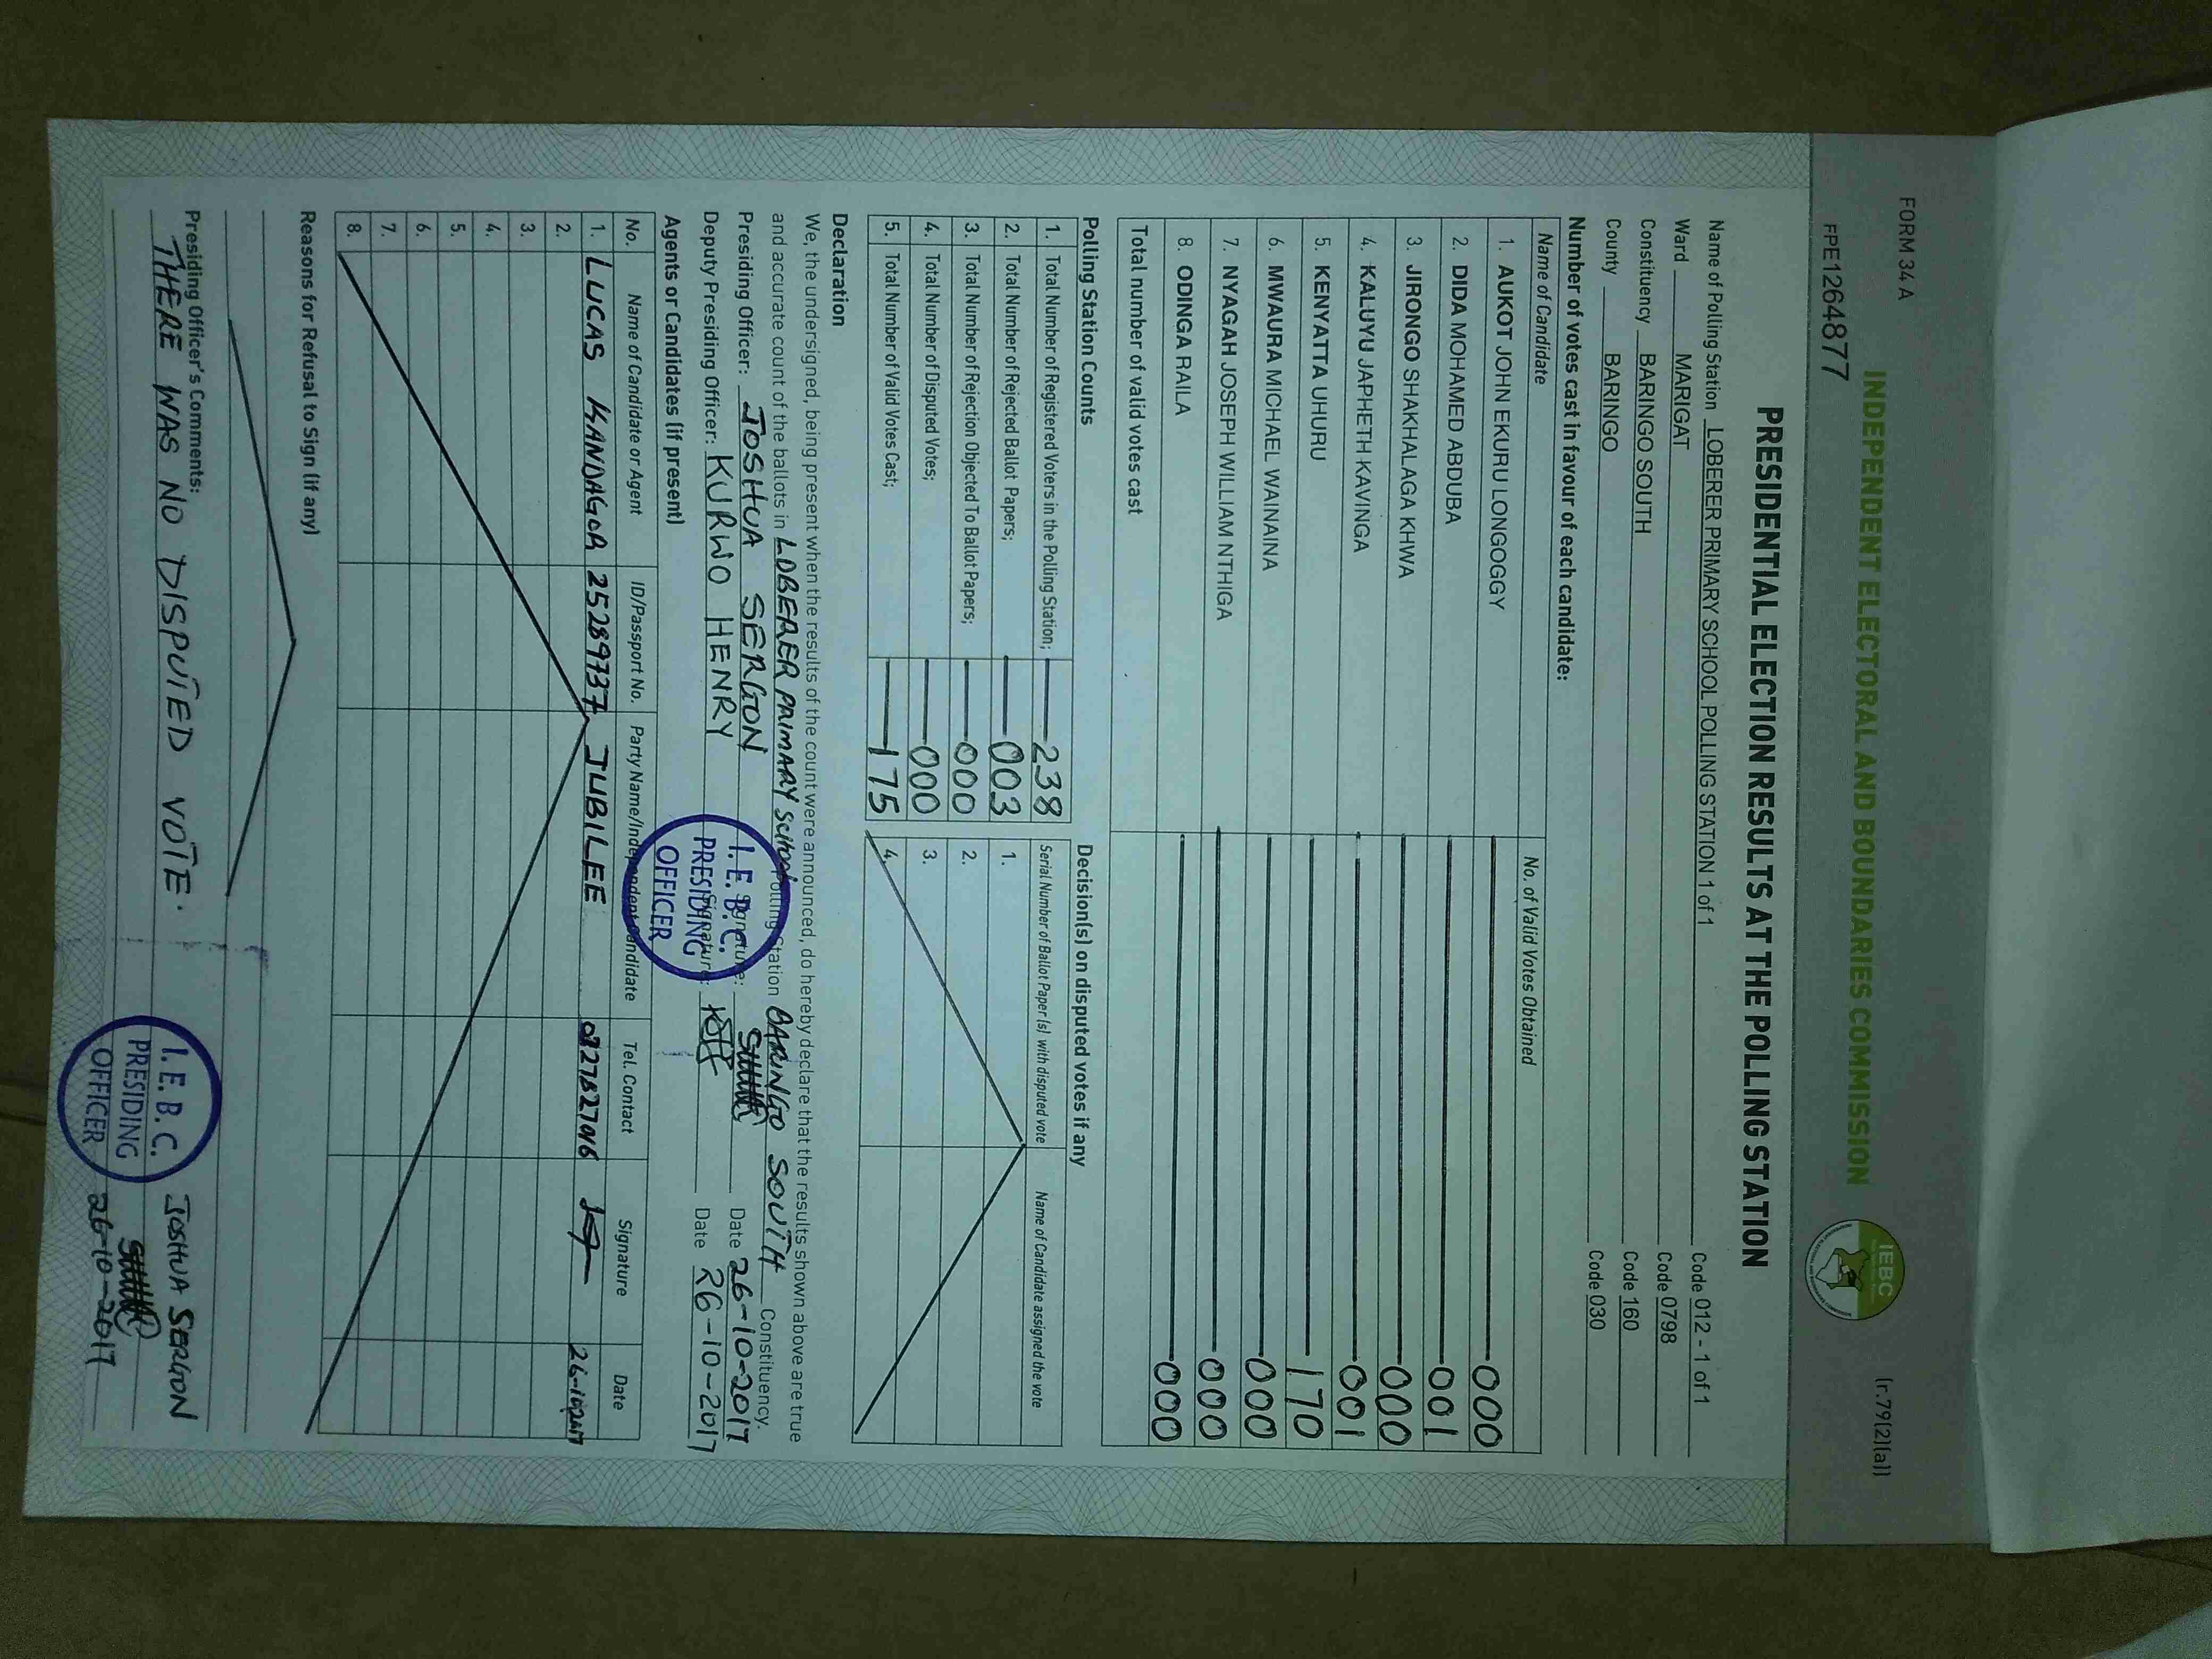 FORM 34 A
(r.79(2)(a))
INDEPENDENT ELECTORAL AND BOUNDARIES COMMISSION
IEBC
FPE1264877
PRESIDENTIAL ELECTION RESULTS AT THE POLLING STATION
Name of Polling Station LOBERER PRIMARY SCHOOL POLLING STATION 1 of 1 Code 012 - 1 of 1
Ward MARIGAT Code 0798
Constituency BARINGO SOUTH Code 160
County BARINGO Code 030
Number of votes cast in favour of each candidate:
Name of Candidate No. of Valid Votes Obtained
1. AUKOT JOHN EKURU LONGOGGY 000
2. DIDA MOHAMED ABDUBA 001
3. JIRONGO SHAKHALAGA KHWA 000
4. KALUYU JAPHETH KAVINGA 001
5. KENYATTA UHURU 170
6. MWAURA MICHAEL WAINAINA 000
7. NYAGAH JOSEPH WILLIAM NTHIGA 000
8. ODINGA RAILA 000
Total number of valid votes cast
Polling Station Counts
1. Total Number of Registered Voters in the Polling Station; 238
2. Total Number of Rejected Ballot Papers; 003
3. Total Number of Rejection Objected To Ballot Papers; 000
4. Total Number of Disputed Votes; 000
5. Total Number of Valid Votes Cast; 175
Decision(s) on disputed votes if any
Serial Number of Ballot Paper (s) with disputed vote Name of Candidate assigned the vote
1.
2.
3.
4.
Declaration
We, the undersigned, being present when the results of the count were announced, do hereby declare that the results shown above are true
and accurate count of the ballots in LOBERER PRIMARY SCHOOL Polling Station BARINGO SOUTH Constituency.
Presiding Officer: JOSHUA SERGON Signature: Date 26-10-2017
Deputy Presiding Officer: KURWO HENRY Signature: Date 26-10-2017
I.E.B.C.
PRESIDING
OFFICER
Agents or Candidates (if present)
No. Name of Candidate or Agent ID/Passport No. Party Name/Independent Candidate Tel. Contact Signature Date
1. LUCAS KANDAGOR 25289737 JUBILEE 26-10-2017
2.
3.
4.
5.
6.
7.
8.
Reasons for Refusal to Sign (if any)
Presiding Officer's Comments:
THERE WAS NO DISPUTED VOTE.
I.E.B.C.
PRESIDING
OFFICER
JOSHUA SERGON
26-10-2017